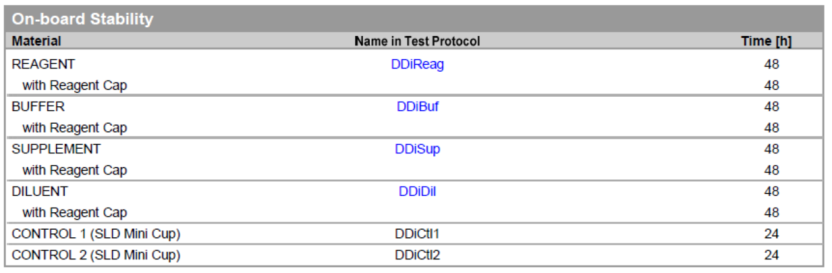 On-board Stability
Material Name in Test Protocol Time [h]
REAGENT DDiReag 48
with Reagent Cap 48
BUFFER DDiBuf 48
with Reagent Cap 48
SUPPLEMENT DDiSup 48
with Reagent Cap 48
DILUENT DDiDil 48
with Reagent Cap 48
CONTROL 1 (SLD Mini Cup) DDiCtl1 24
CONTROL 2 (SLD Mini Cup) DDiCtl2 24